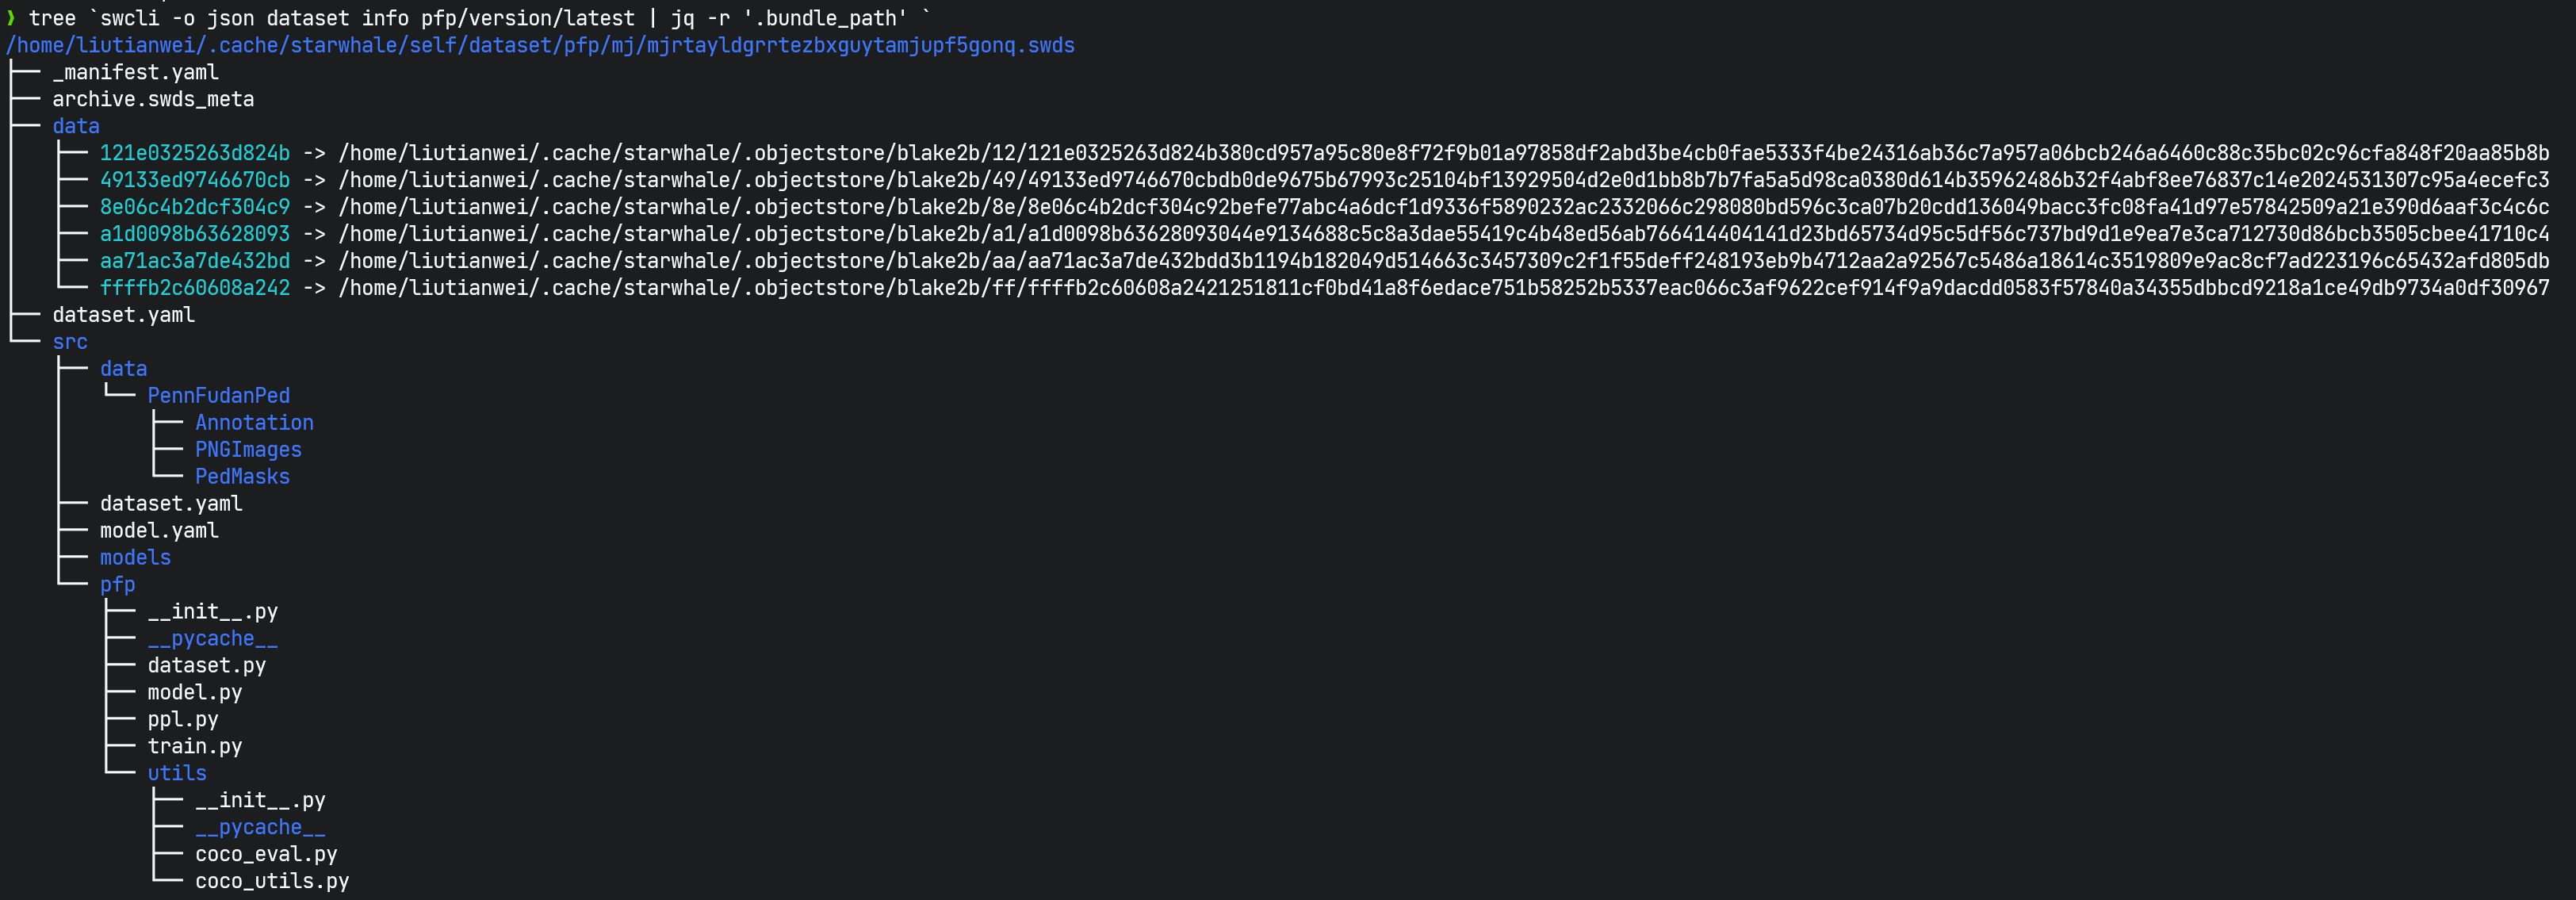 ❯ tree `swcli -o json dataset info pfp/version/latest | jq -r '.bundle_path' `
/home/liutianwei/.cache/starwhale/self/dataset/pfp/mj/mjrtayldgrrtezbxguytamjupf5gonq.swds
├── _manifest.yaml
├── archive.swds_meta
├── data
│   ├── 121e0325263d824b -> /home/liutianwei/.cache/starwhale/.objectstore/blake2b/12/121e0325263d824b380cd957a95c80e8f72f9b01a97858df2abd3be4cb0fae5333f4be24316ab36c7a957a06bcb246a6460c88c35bc02c96cfa848f20aa85b8b
│   ├── 49133ed9746670cb -> /home/liutianwei/.cache/starwhale/.objectstore/blake2b/49/49133ed9746670cbdb0de9675b67993c25104bf13929504d2e0d1bb8b7b7fa5a5d98ca0380d614b35962486b32f4abf8ee76837c14e2024531307c95a4ecefc3
│   ├── 8e06c4b2dcf304c9 -> /home/liutianwei/.cache/starwhale/.objectstore/blake2b/8e/8e06c4b2dcf304c92befe77abc4a6dcf1d9336f5890232ac2332066c298080bd596c3ca07b20cdd136049bacc3fc08fa41d97e57842509a21e390d6aaf3c4c6c
│   ├── a1d0098b63628093 -> /home/liutianwei/.cache/starwhale/.objectstore/blake2b/a1/a1d0098b63628093044e9134688c5c8a3dae55419c4b48ed56ab766414404141d23bd65734d95c5df56c737bd9d1e9ea7e3ca712730d86bcb3505cbee41710c4
│   ├── aa71ac3a7de432bd -> /home/liutianwei/.cache/starwhale/.objectstore/blake2b/aa/aa71ac3a7de432bdd3b1194b182049d514663c3457309c2f1f55deff248193eb9b4712aa2a92567c5486a18614c3519809e9ac8cf7ad223196c65432afd805db
│   └── ffffb2c60608a242 -> /home/liutianwei/.cache/starwhale/.objectstore/blake2b/ff/ffffb2c60608a2421251811cf0bd41a8f6edace751b58252b5337eac066c3af9622cef914f9a9dacdd0583f57840a34355dbbcd9218a1ce49db9734a0df30967
├── dataset.yaml
└── src
    ├── data
    │   └── PennFudanPed
    │       ├── Annotation
    │       ├── PNGImages
    │       └── PedMasks
    ├── dataset.yaml
    ├── model.yaml
    ├── models
    └── pfp
        ├── __init__.py
        ├── __pycache__
        ├── dataset.py
        ├── model.py
        ├── ppl.py
        ├── train.py
        └── utils
            ├── __init__.py
            ├── __pycache__
            ├── coco_eval.py
            └── coco_utils.py